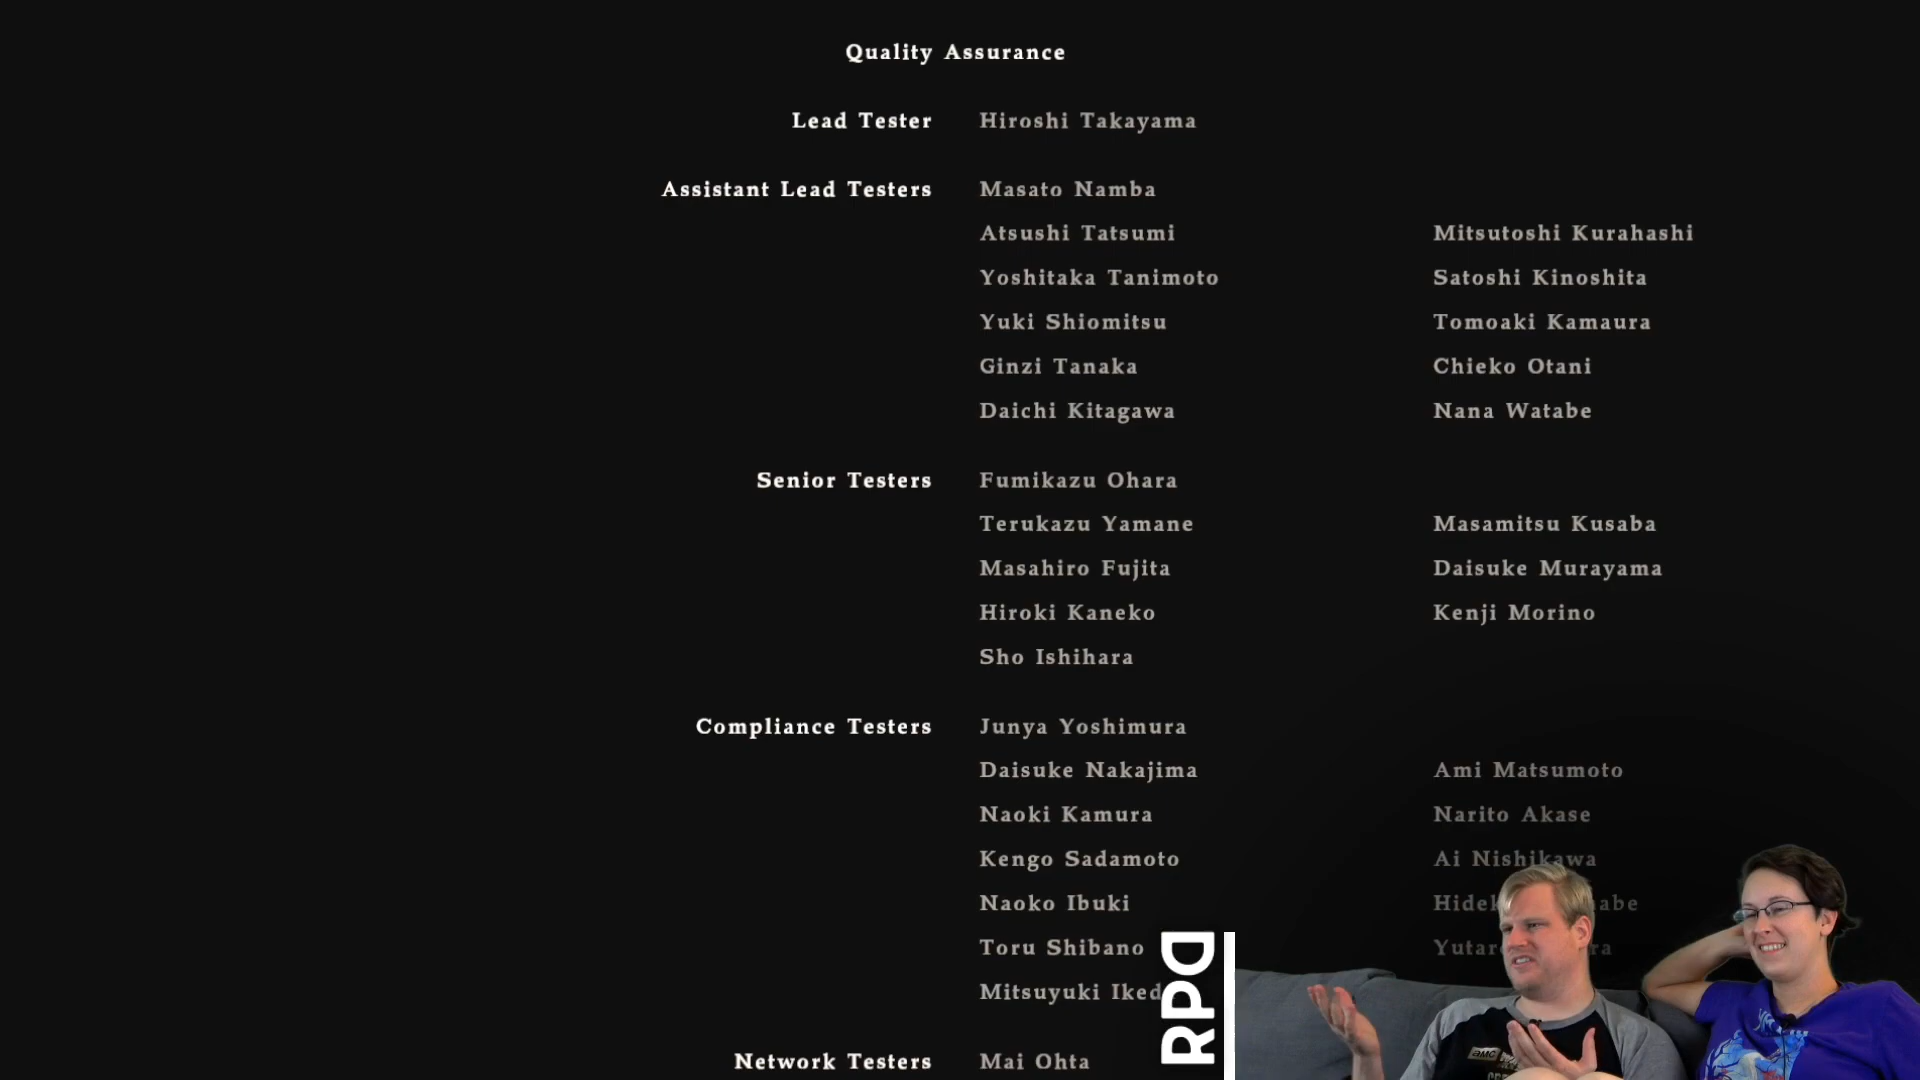 Quality Assurance
Lead Tester Hiroshi Takayama
Assistant Lead Testers Masato Namba
Atsushi Tatsumi Mitsutoshi Kurahashi
Yoshitaka Tanimoto Satoshi Kinoshita
Yuki Shiomitsu Tomoaki Kamaura
Ginzi Tanaka Chieko Otani
Daichi Kitagawa Nana Watabe
Senior Testers Fumikazu Ohara
Terukazu Yamane Masamitsu Kusaba
Masahiro Fujita Daisuke Murayama
Hiroki Kaneko Kenji Morino
Sho Ishihara
Compliance Testers Junya Yoshimura
Daisuke Nakajima Ami Matsumoto
Naoki Kamura Narito Akase
Kengo Sadamoto Ai Nishikawa
Naoko Ibuki
Toru Shibano
Mitsuyuki
Network Testers Mai Ohta
RPD
amc